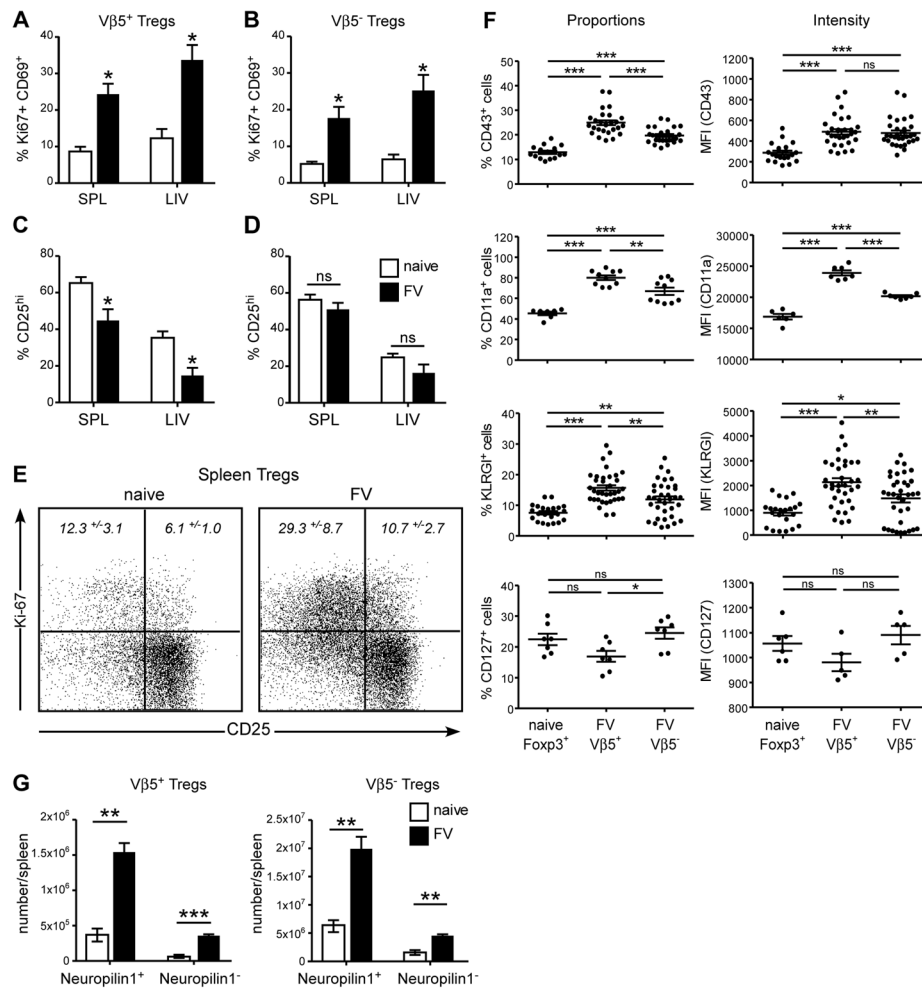 A
Vβ5+ Tregs
% Ki67+ CD69+
50
40
30
20
10
0
*
*
SPL
LIV
B
Vβ5- Tregs
% Ki67+ CD69+
50
40
30
20
10
0
*
*
SPL
LIV
C
% CD25hi
80
60
40
20
0
*
*
SPL
LIV
D
% CD25hi
80
60
40
20
0
ns
ns
naive
FV
SPL
LIV
E
Spleen Tregs
naive
FV
12.3 +/-3.1
6.1 +/-1.0
29.3 +/-8.7
10.7 +/-2.7
Ki-67
CD25
F
Proportions
Intensity
% CD43+ cells
50
40
30
20
10
0
***
***
***
MFI (CD43)
1200
1000
800
600
400
200
0
***
***
ns
% CD11a+ cells
120
100
80
60
40
20
0
***
***
**
MFI (CD11a)
25000
20000
15000
10000
***
***
***
% KLRGI+ cells
40
30
20
10
0
**
***
**
MFI (KLRGI)
5000
4000
3000
2000
1000
0
*
***
**
% CD127+ cells
50
40
30
20
10
0
ns
ns
*
MFI (CD127)
1300
1200
1100
1000
900
800
ns
ns
ns
naive
Foxp3+
FV
Vβ5+
FV
Vβ5-
naive
Foxp3+
FV
Vβ5+
FV
Vβ5-
G
Vβ5+ Tregs
number/spleen
2x10⁶
1.5x10⁶
1x10⁶
5x10⁵
0
**
***
Neuropilin1+
Neuropilin1-
Vβ5- Tregs
number/spleen
2.5x10⁷
2x10⁷
1.5x10⁷
1x10⁷
5x10⁶
0
**
**
naive
FV
Neuropilin1+
Neuropilin1-